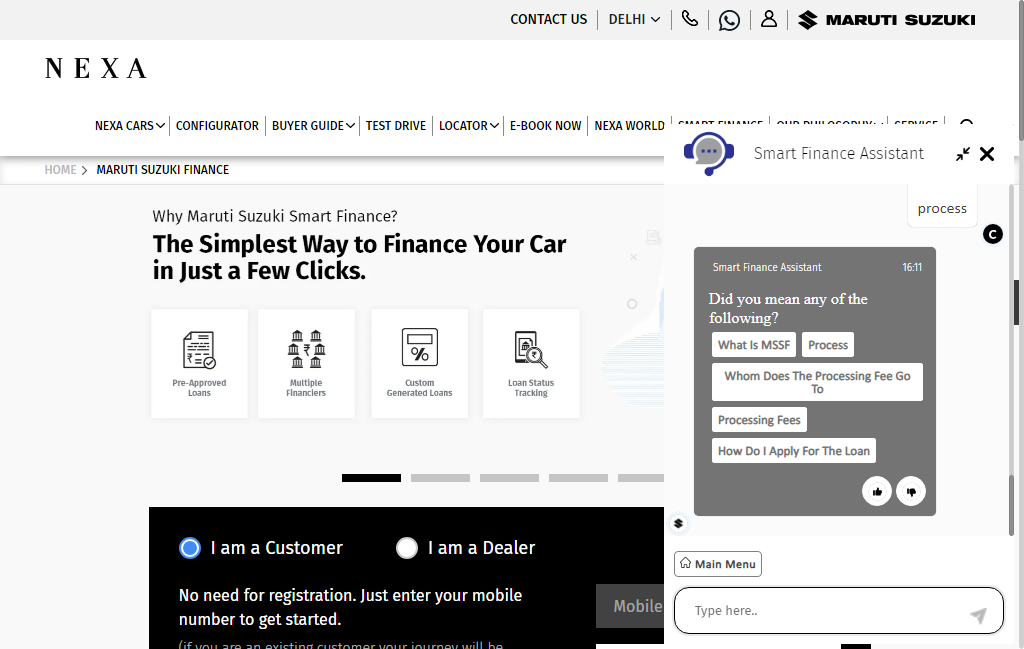 CONTACT US
DELHI
MARUTI SUZUKI
NEXA
NEXA CARS
CONFIGURATOR
BUYER GUIDE
TEST DRIVE
LOCATOR
E-BOOK NOW
NEXA WORLD
SMART FINANCE
OUR PHILOSOPHY
SERVICE
HOME
MARUTI SUZUKI FINANCE
Why Maruti Suzuki Smart Finance?
The Simplest Way to Finance Your Car
in Just a Few Clicks.
Pre-Approved
Loans
Multiple
Financiers
Custom
Generated Loans
Loan Status
Tracking
I am a Customer
I am a Dealer
No need for registration. Just enter your mobile
number to get started.
(if you are an existing customer your journey will be
Mobile
Smart Finance Assistant
process
C
Smart Finance Assistant
16:11
Did you mean any of the
following?
What Is MSSF
Process
Whom Does The Processing Fee Go
To
Processing Fees
How Do I Apply For The Loan
Main Menu
Type here..